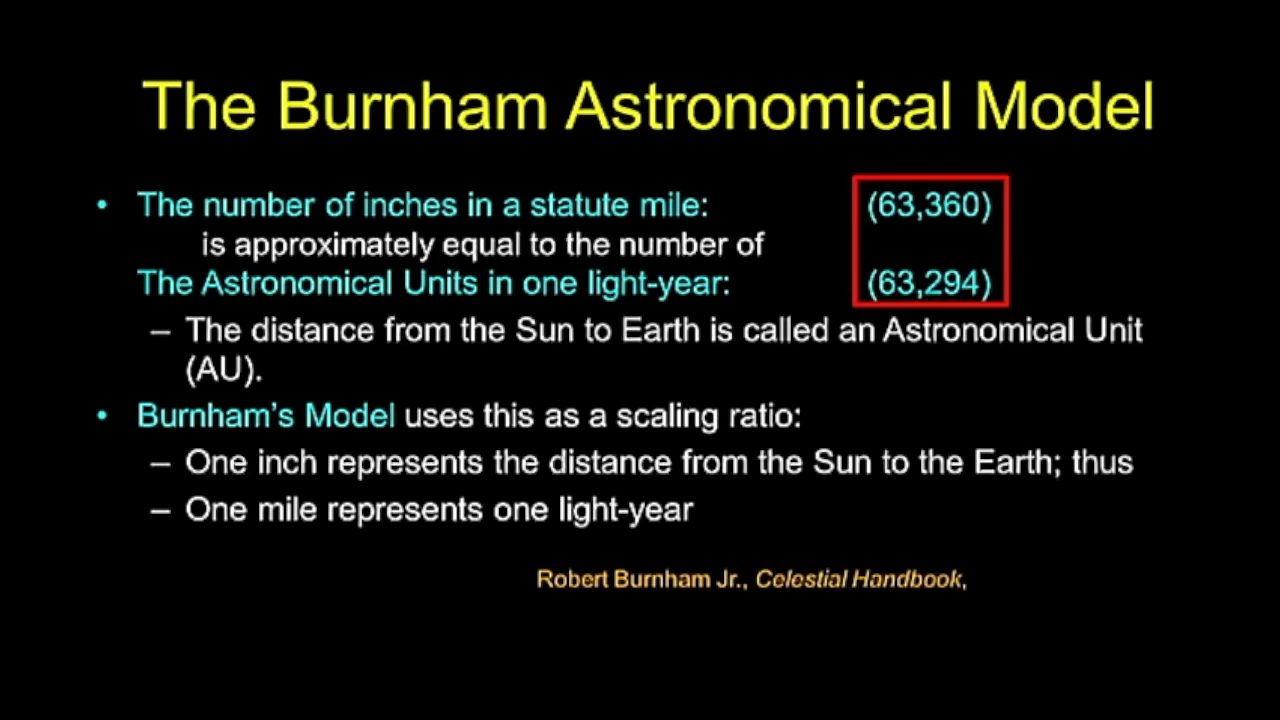 The Burnham Astronomical Model
• The number of inches in a statute mile: (63,360)
is approximately equal to the number of
The Astronomical Units in one light-year: (63,294)
– The distance from the Sun to Earth is called an Astronomical Unit
(AU).
• Burnham's Model uses this as a scaling ratio:
– One inch represents the distance from the Sun to the Earth; thus
– One mile represents one light-year
Robert Burnham Jr., Celestial Handbook,